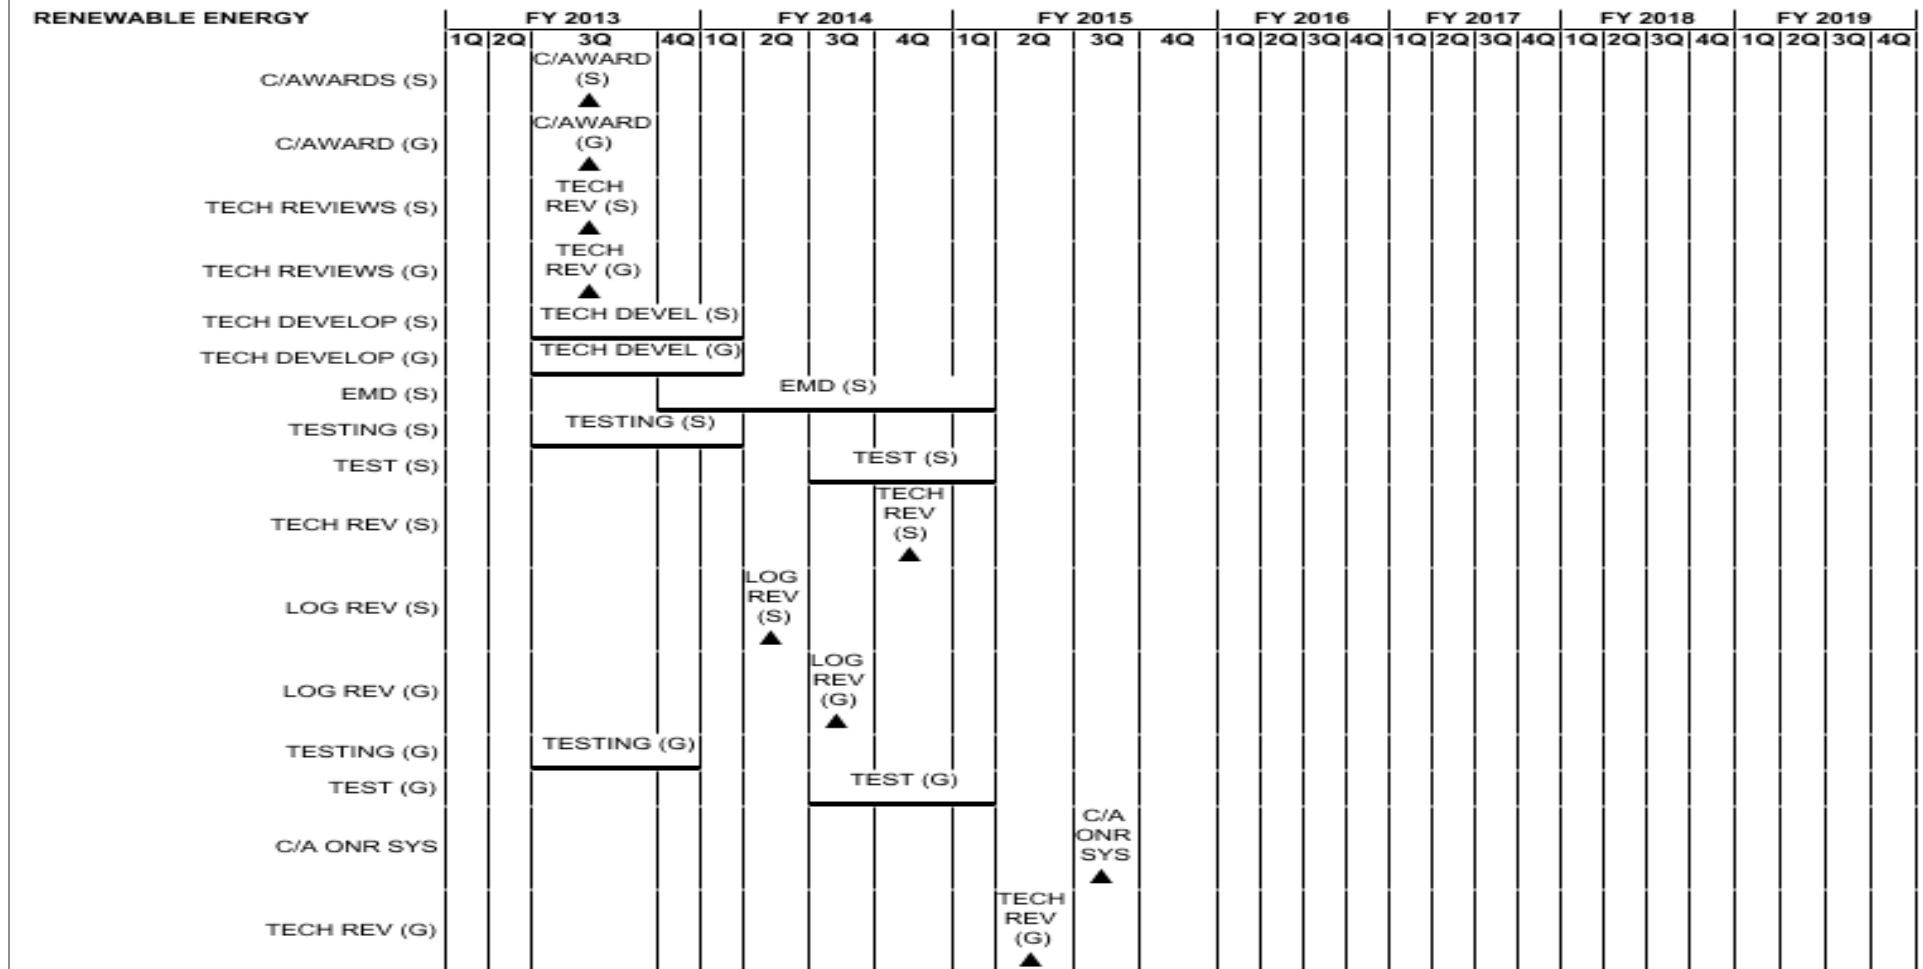 RENEWABLE ENERGY FY 2013 FY 2014 FY 2015 FY 2016 FY 2017 FY 2018 FY 2019
1Q 2Q 3Q 4Q 1Q 2Q 3Q 4Q 1Q 2Q 3Q 4Q 1Q 2Q 3Q 4Q 1Q 2Q 3Q 4Q 1Q 2Q 3Q 4Q 1Q 2Q 3Q 4Q
C/AWARDS (S)
C/AWARD
(S)
C/AWARD (G)
C/AWARD
(G)
TECH REVIEWS (S)
TECH
REV (S)
TECH REVIEWS (G)
TECH
REV (G)
TECH DEVELOP (S) TECH DEVEL (S)
TECH DEVELOP (G) TECH DEVEL (G)
EMD (S) EMD (S)
TESTING (S) TESTING (S)
TEST (S) TEST (S)
TECH REV (S)
TECH
REV
(S)
LOG REV (S)
LOG
REV
(S)
LOG REV (G)
LOG
REV
(G)
TESTING (G) TESTING (G)
TEST (G) TEST (G)
C/A ONR SYS
C/A
ONR
SYS
TECH REV (G)
TECH
REV
(G)